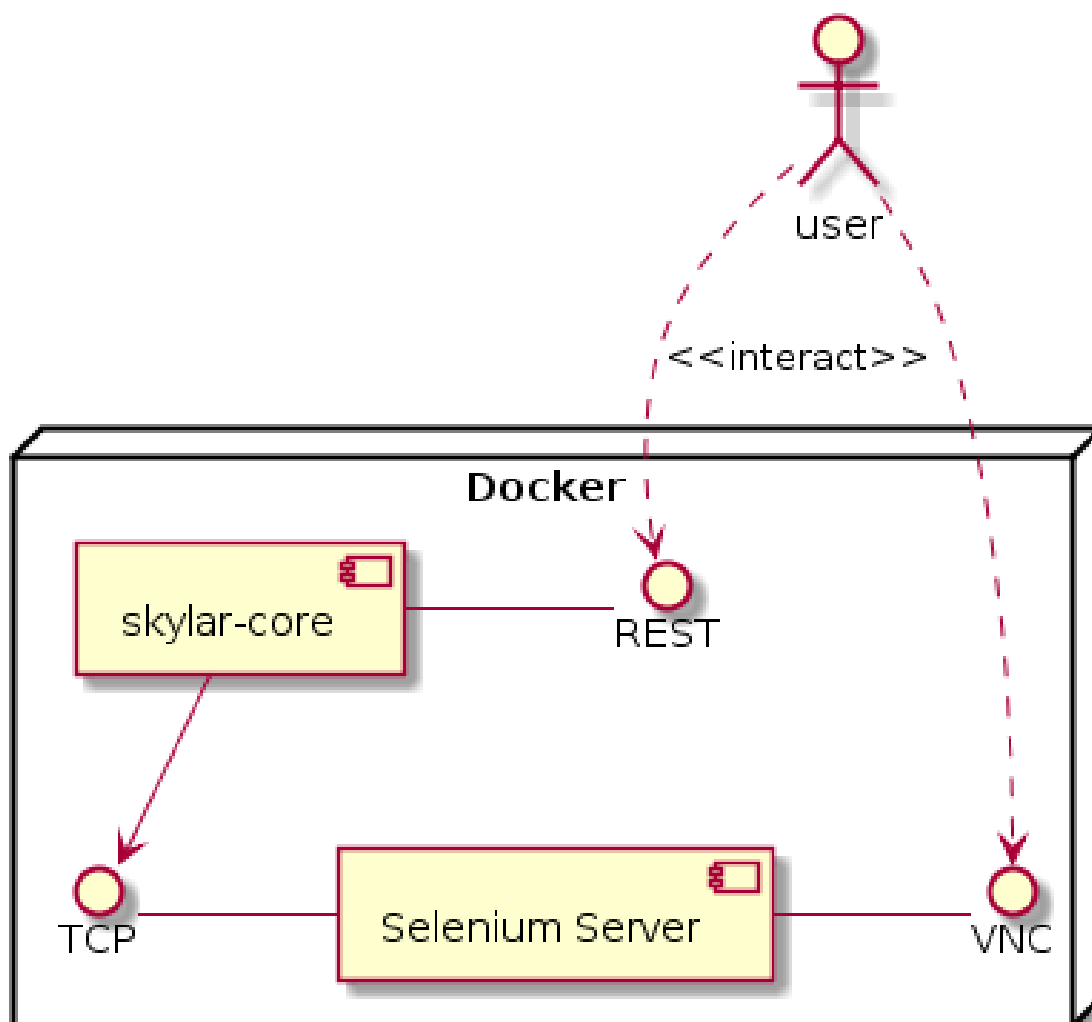 user
<<interact>>
Docker
skylar-core
REST
TCP
Selenium Server
VNC